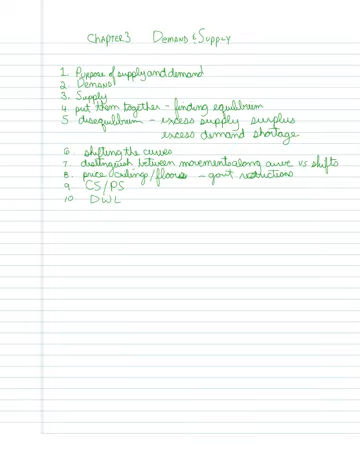 CHAPTER 3 DEMAND & SUPPLY
1. Purpose of supply and demand
2. Demand
3. Supply
4. put them together - finding equilibrium
5. disequilibrium - excess supply surplus
excess demand shortage
6. shifting the curves
7. distinguish between movements along curve vs shifts
8. price ceilings/floors - govt restrictions
9 CS/PS
10 DWL